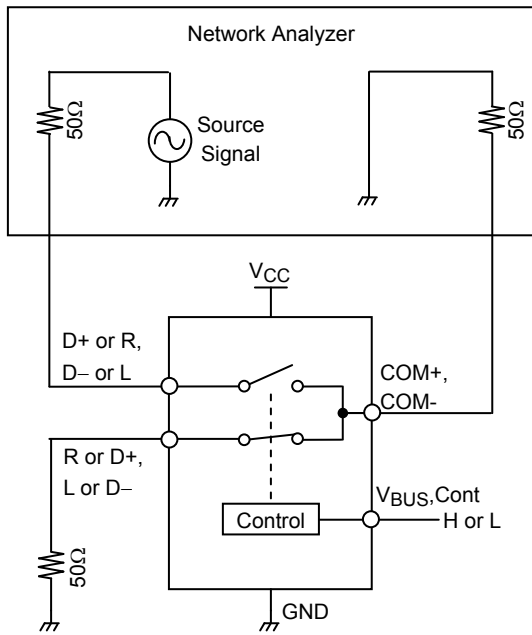 Network Analyzer
50Ω
Source
Signal
50Ω
VCC
D+ or R,
D− or L
COM+,
COM-
R or D+,
L or D−
VBUS,Cont
H or L
Control
50Ω
GND